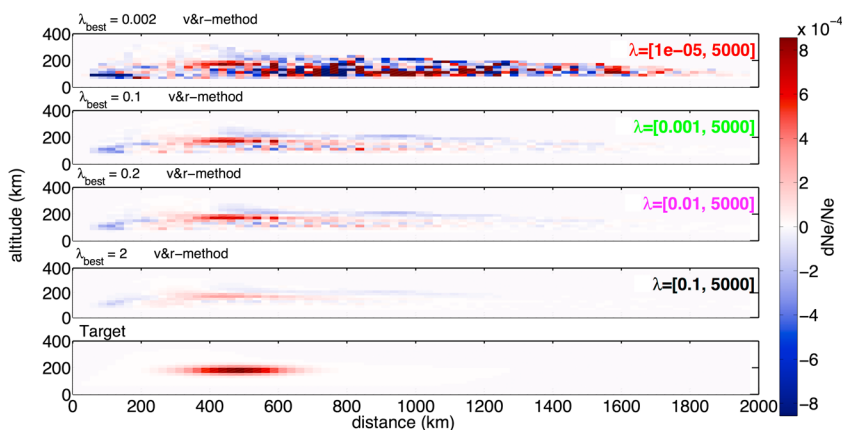 λbest = 0.002 v&r−method
x 10⁻⁴
400
200
0
λ=[1e−05, 5000]
λbest = 0.1 v&r−method
400
200
0
λ=[0.001, 5000]
λbest = 0.2 v&r−method
400
200
0
λ=[0.01, 5000]
λbest = 2 v&r−method
400
200
0
λ=[0.1, 5000]
Target
400
200
0
0 200 400 600 800 1000 1200 1400 1600 1800 2000
distance (km)
altitude (km)
8
6
4
2
0
−2
−4
−6
−8
dNe/Ne